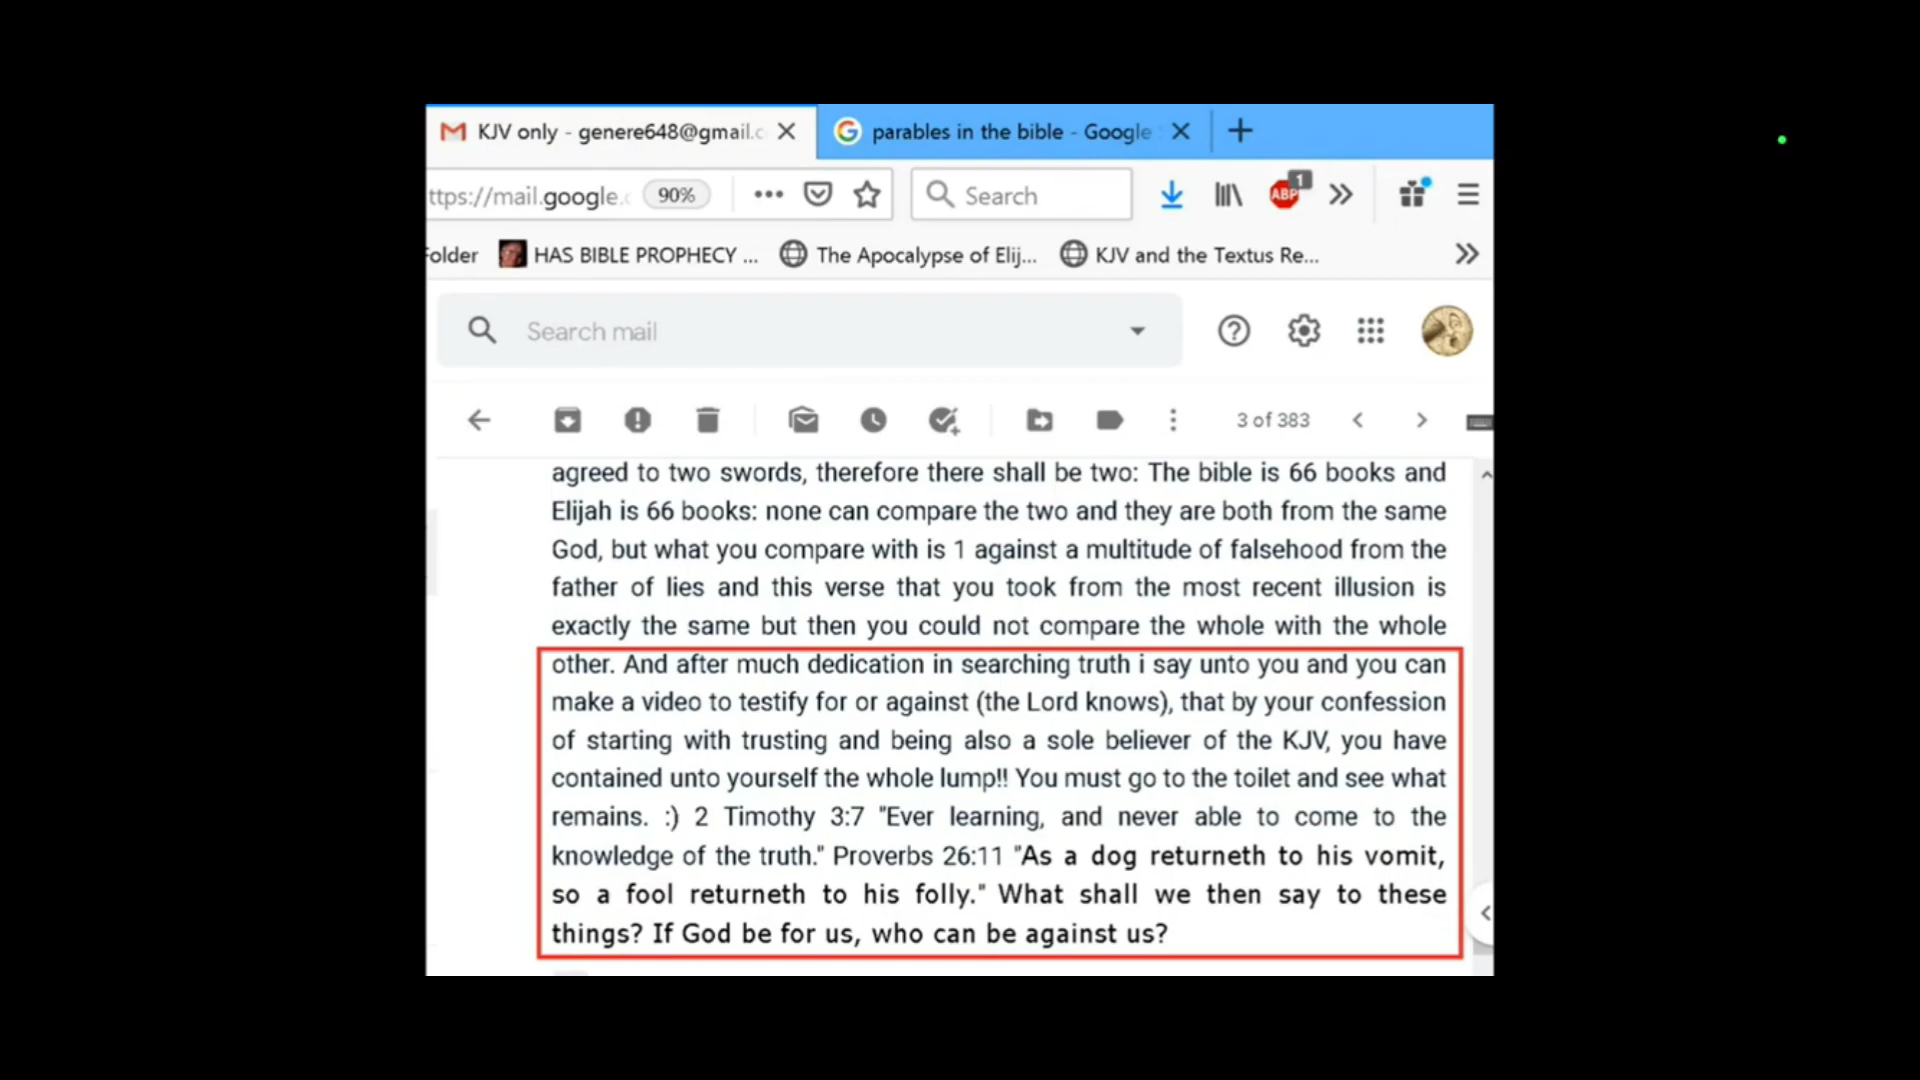 KJV only - genere648@gmail.c
parables in the bible - Google
ttps://mail.google.c
90%
Search
ABP
1
Folder
HAS BIBLE PROPHECY ...
The Apocalypse of Elij...
KJV and the Textus Re...
Search mail
3 of 383
agreed to two swords, therefore there shall be two: The bible is 66 books and
Elijah is 66 books: none can compare the two and they are both from the same
God, but what you compare with is 1 against a multitude of falsehood from the
father of lies and this verse that you took from the most recent illusion is
exactly the same but then you could not compare the whole with the whole
other. And after much dedication in searching truth i say unto you and you can
make a video to testify for or against (the Lord knows), that by your confession
of starting with trusting and being also a sole believer of the KJV, you have
contained unto yourself the whole lump!! You must go to the toilet and see what
remains. :) 2 Timothy 3:7 "Ever learning, and never able to come to the
knowledge of the truth." Proverbs 26:11 "As a dog returneth to his vomit,
so a fool returneth to his folly." What shall we then say to these
things? If God be for us, who can be against us?